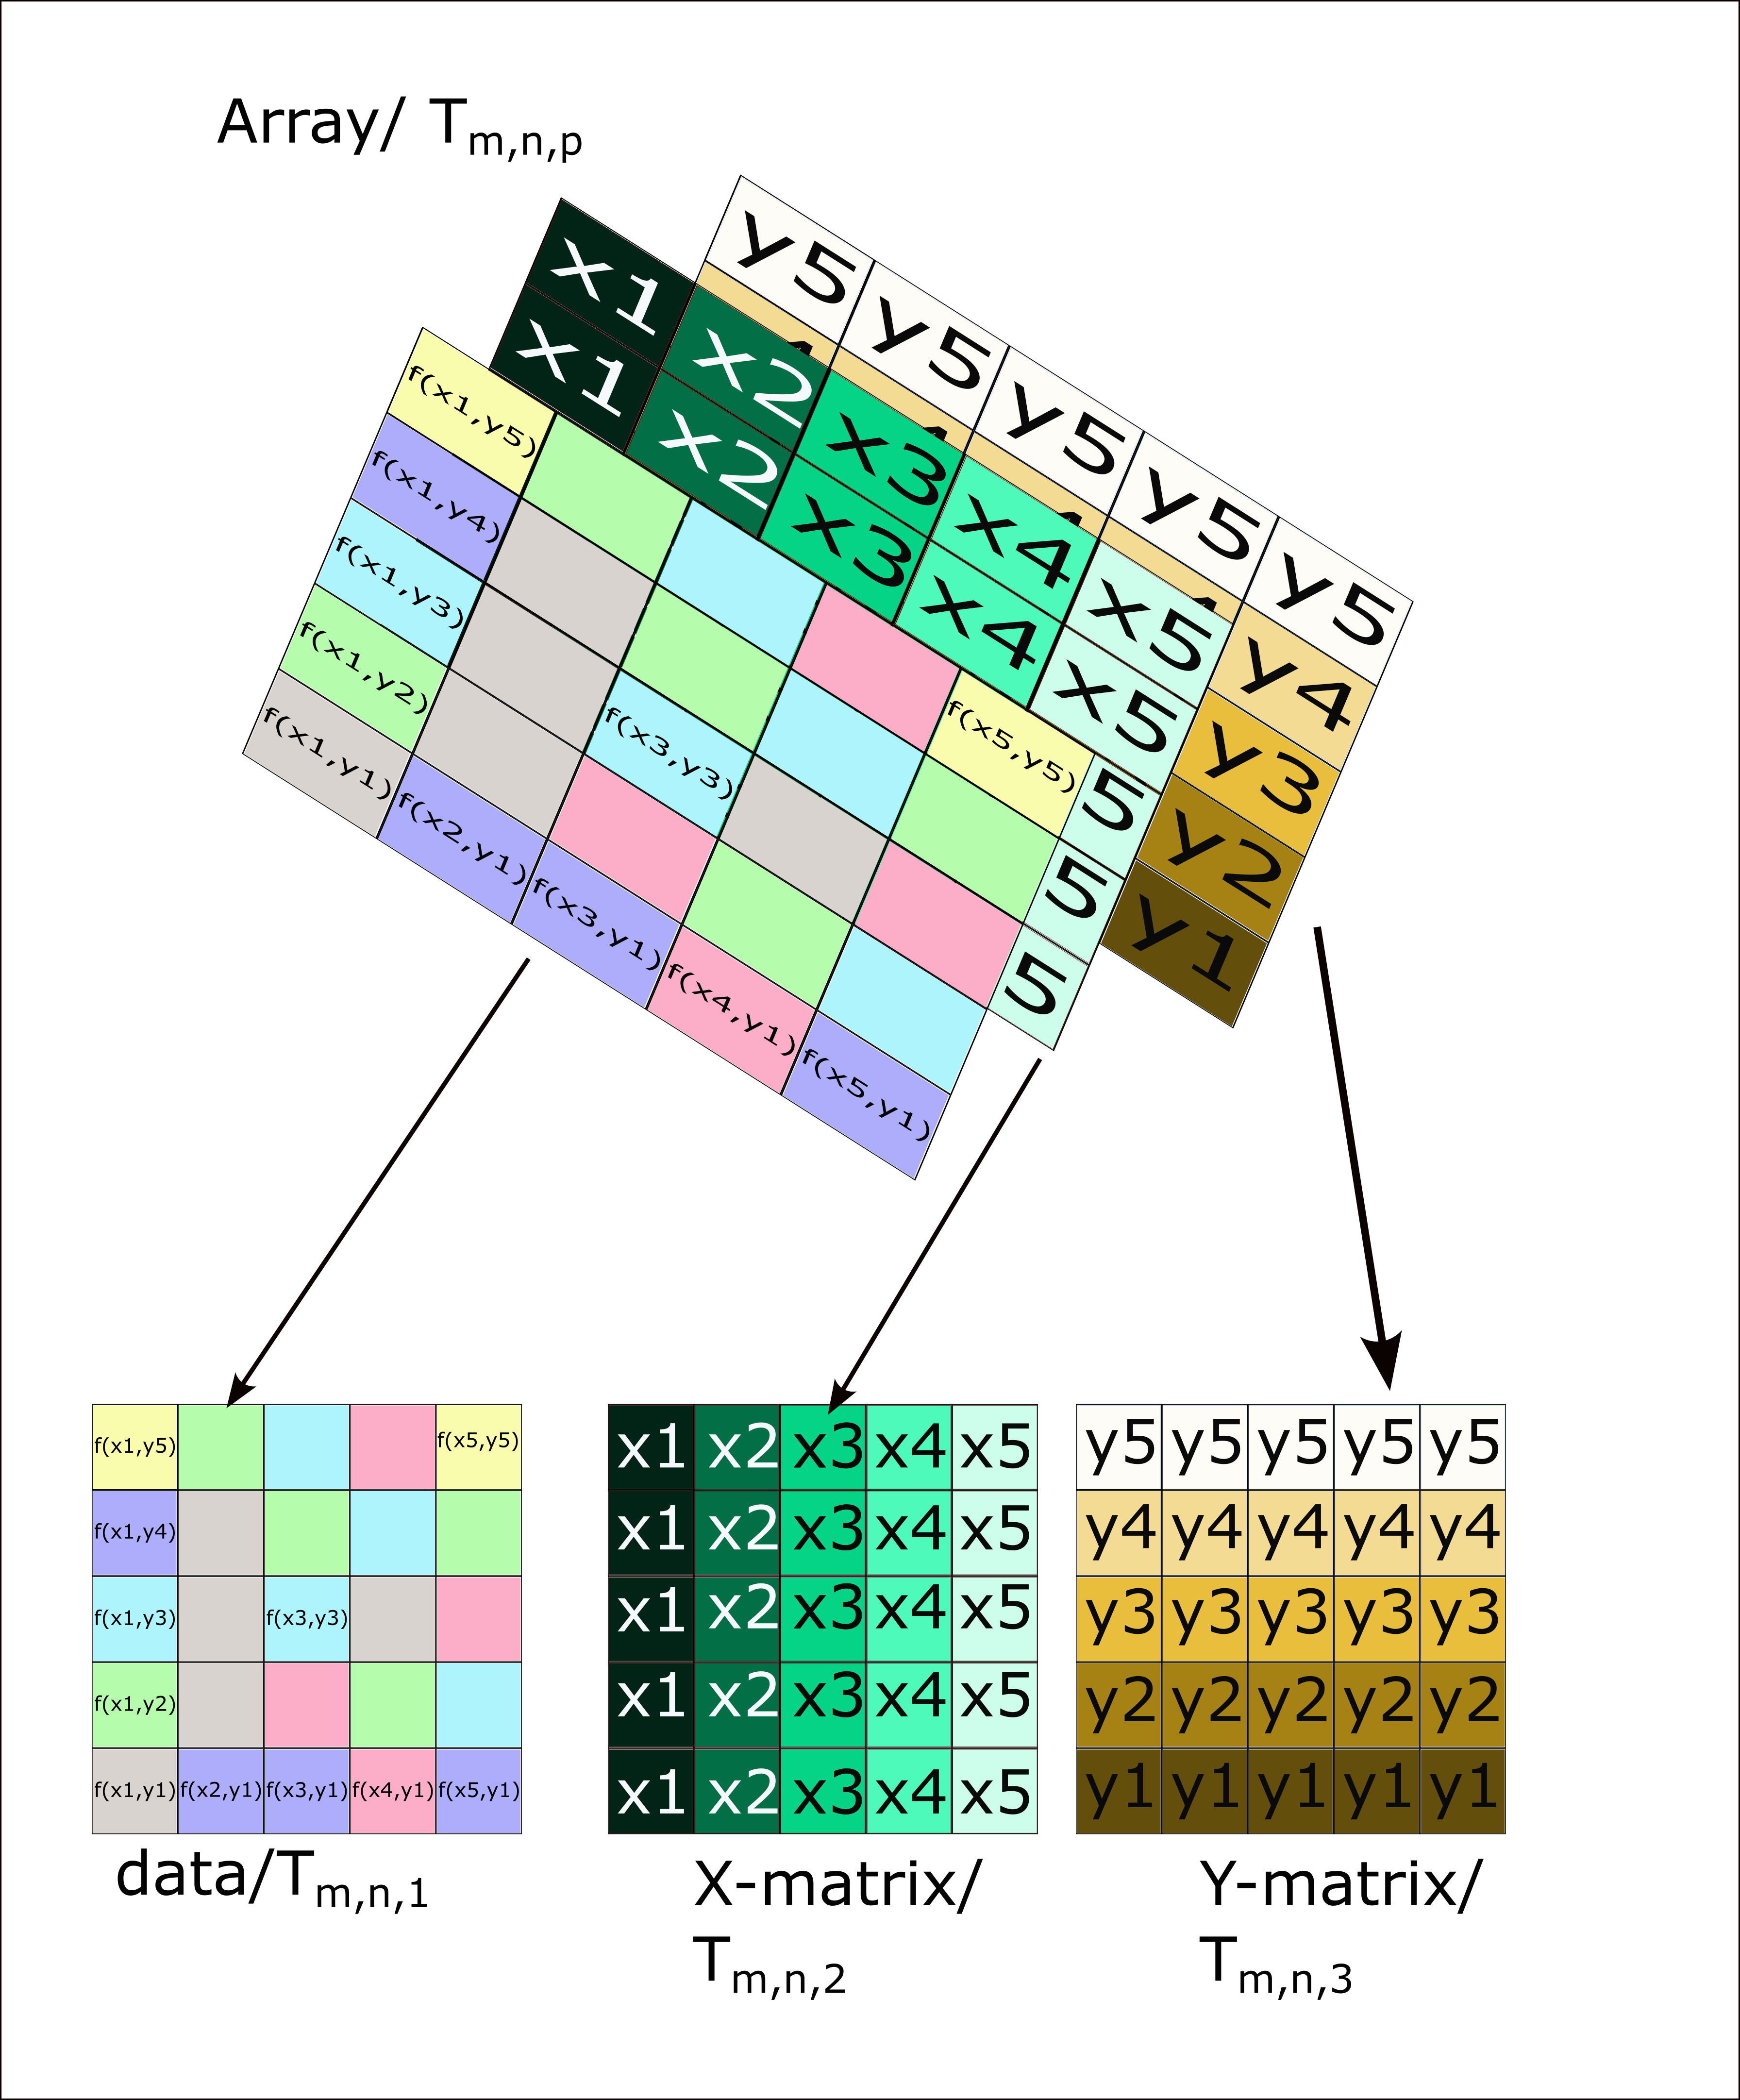 Array/ Tm,n,p
y5 y5 y5 y5 y5
x1 x2 x3 x4 x5
x1 x2 x3 x4 x5
y4
y3
y2
y1
5
5
5
f(x1,y5) f(x5,y5)
f(x1,y4)
f(x1,y3) f(x3,y3)
f(x1,y2)
f(x1,y1) f(x2,y1) f(x3,y1) f(x4,y1) f(x5,y1)
f(x1,y5) f(x5,y5)
f(x1,y4)
f(x1,y3) f(x3,y3)
f(x1,y2)
f(x1,y1) f(x2,y1) f(x3,y1) f(x4,y1) f(x5,y1)
data/Tm,n,1
x1 x2 x3 x4 x5
x1 x2 x3 x4 x5
x1 x2 x3 x4 x5
x1 x2 x3 x4 x5
x1 x2 x3 x4 x5
X-matrix/
Tm,n,2
y5 y5 y5 y5 y5
y4 y4 y4 y4 y4
y3 y3 y3 y3 y3
y2 y2 y2 y2 y2
y1 y1 y1 y1 y1
Y-matrix/
Tm,n,3